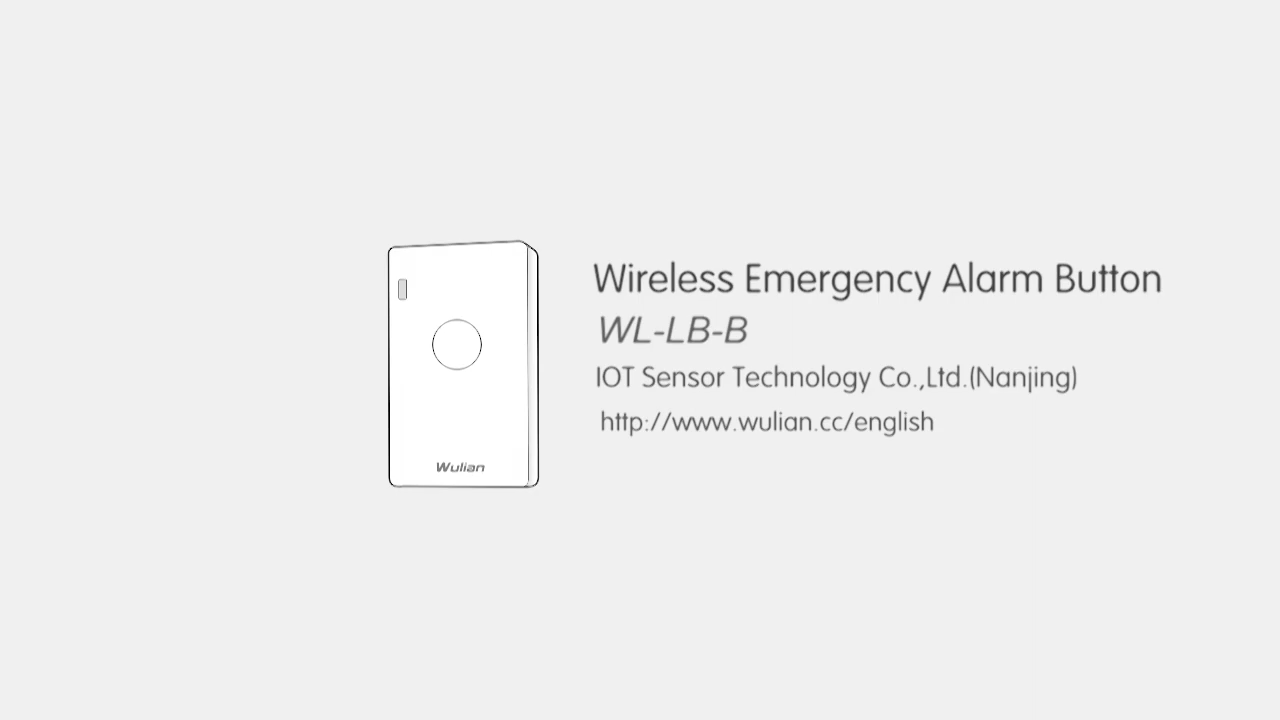 Wireless Emergency Alarm Button
WL-LB-B
IOT Sensor Technology Co.,Ltd.(Nanjing)
http://www.wulian.cc/english
Wulian